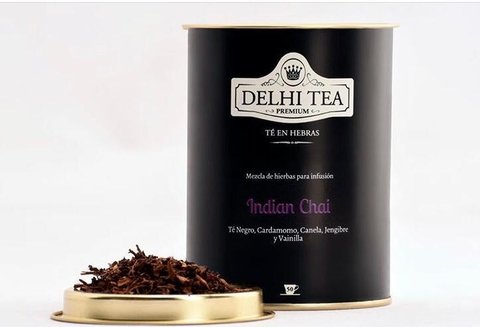 DELHI TEA
PREMIUM
TÉ EN HEBRAS
Mezcla de hierbas para infusión
Indian Chai
Té Negro, Cardamomo, Canela, Jengibre
y Vainilla
50